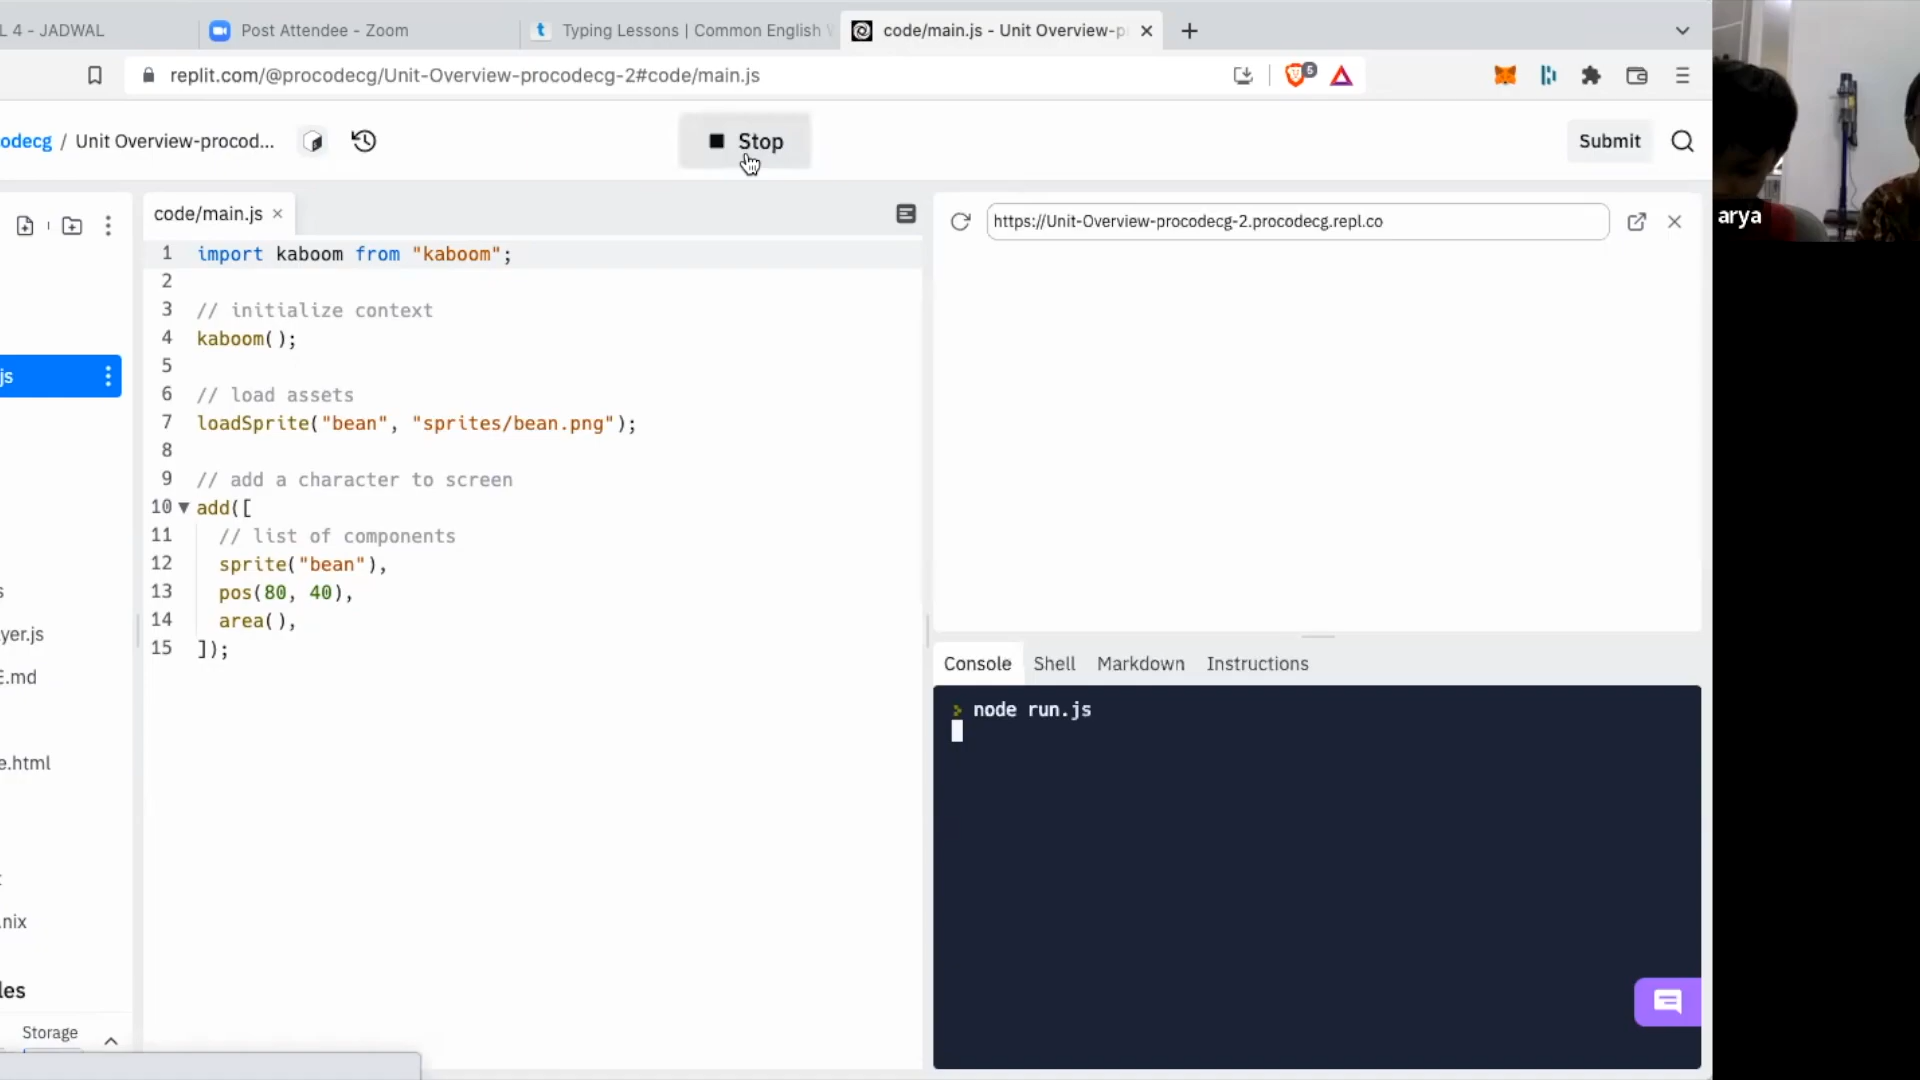 L 4 - JADWAL
Post Attendee - Zoom
t
Typing Lessons | Common English
code/main.js - Unit Overview-p
replit.com/@procodecg/Unit-Overview-procodecg-2#code/main.js
5
odecg / Unit Overview-procod...
Stop
Submit
arya
code/main.js
https://Unit-Overview-procodecg-2.procodecg.repl.co
1 import kaboom from "kaboom";
2
3 // initialize context
4 kaboom();
5
6 // load assets
7 loadSprite("bean", "sprites/bean.png");
8
9 // add a character to screen
10 add([
11 // list of components
12 sprite("bean"),
13 pos(80, 40),
14 area(),
15 ]);
js
s
yer.js
E.md
e.html
t
.nix
les
Storage
Console Shell Markdown Instructions
> node run.js